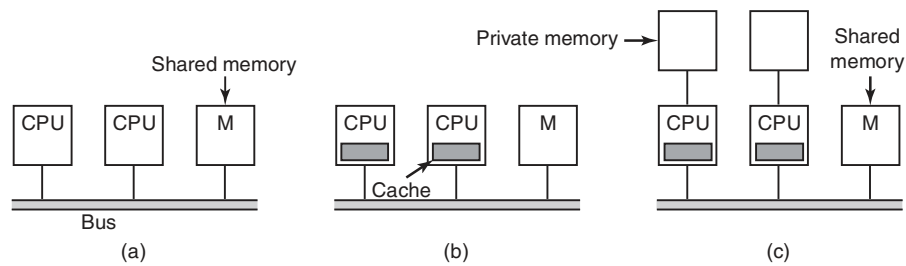 Shared memory
CPU
CPU
M
Bus
(a)
CPU
CPU
M
Cache
(b)
Private memory
Shared
memory
CPU
CPU
M
(c)